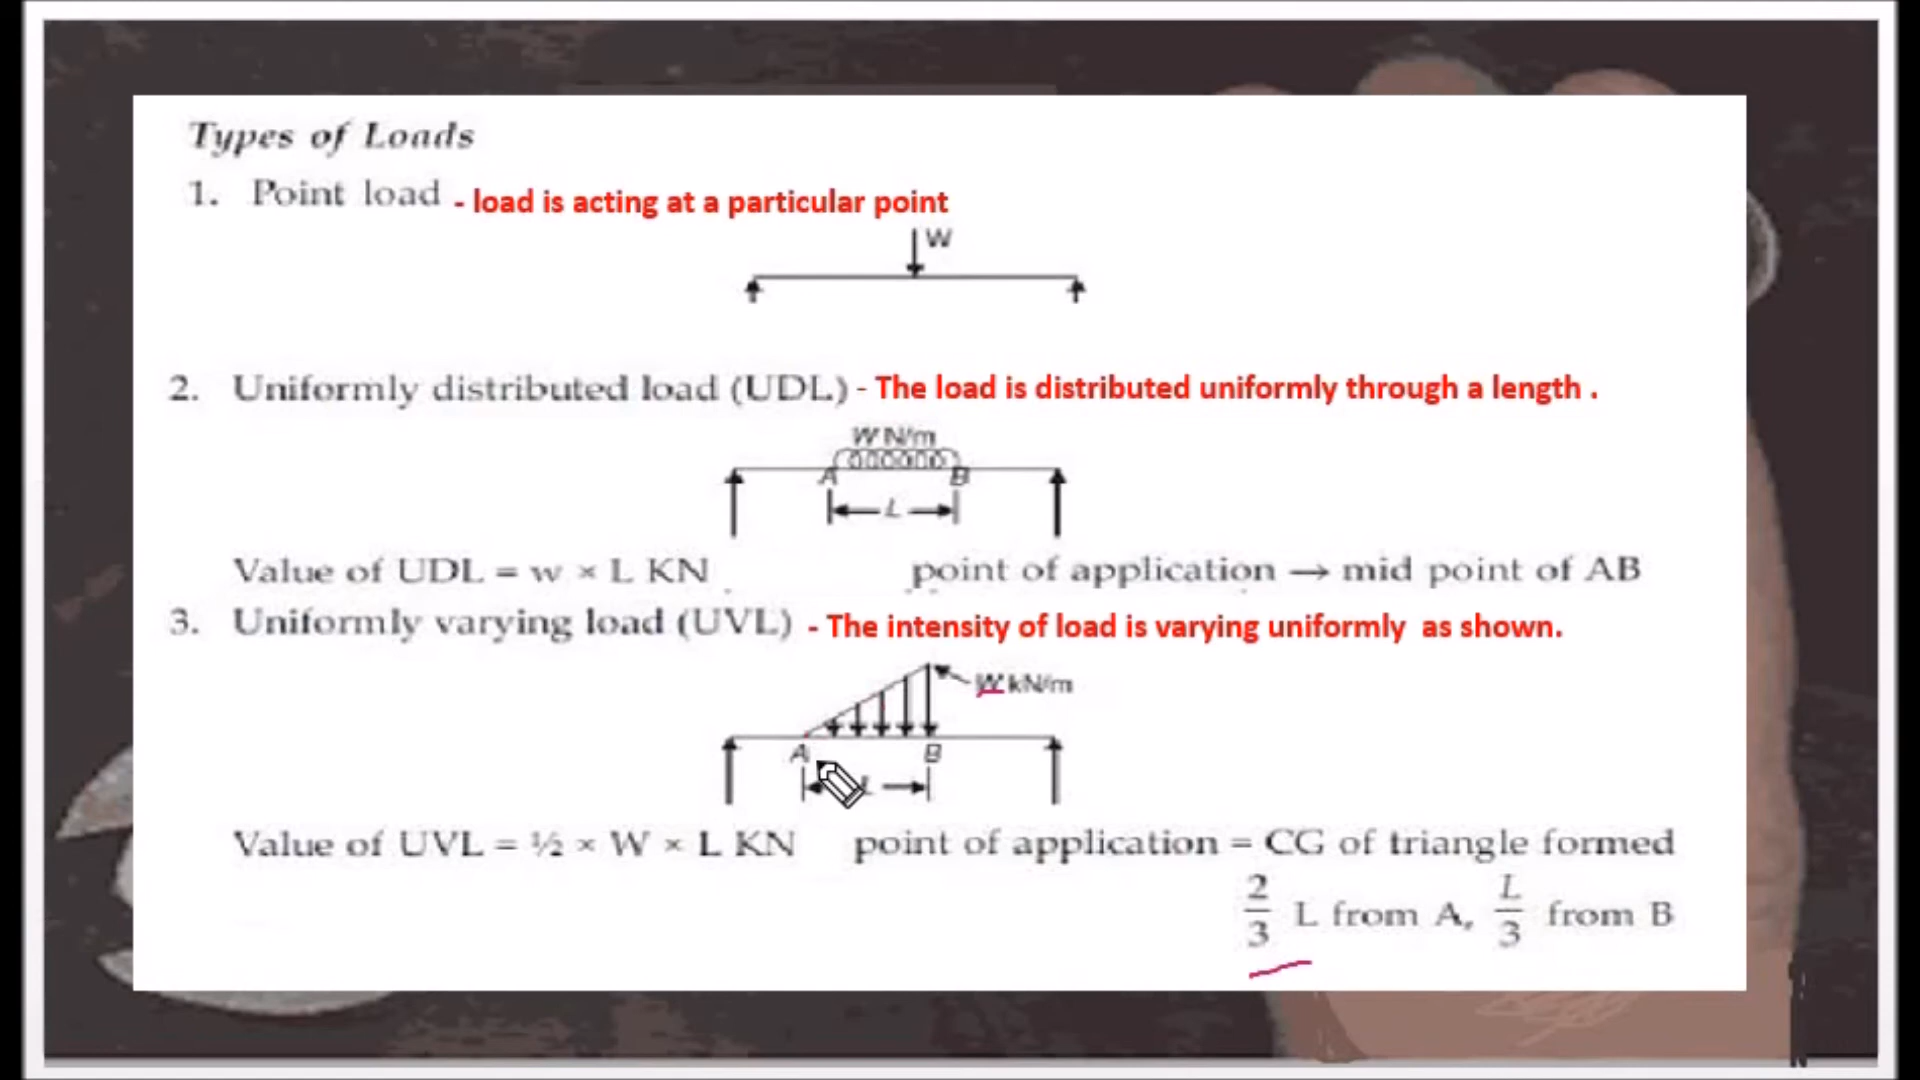 Types of Loads
1. Point load - load is acting at a particular point
W
2. Uniformly distributed load (UDL) - The load is distributed uniformly through a length .
W N/m
A B
L
Value of UDL = w × L KN point of application → mid point of AB
3. Uniformly varying load (UVL) - The intensity of load is varying uniformly as shown.
W kN/m
A B
Value of UVL = ½ × W × L KN point of application = CG of triangle formed
2/3 L from A, L/3 from B